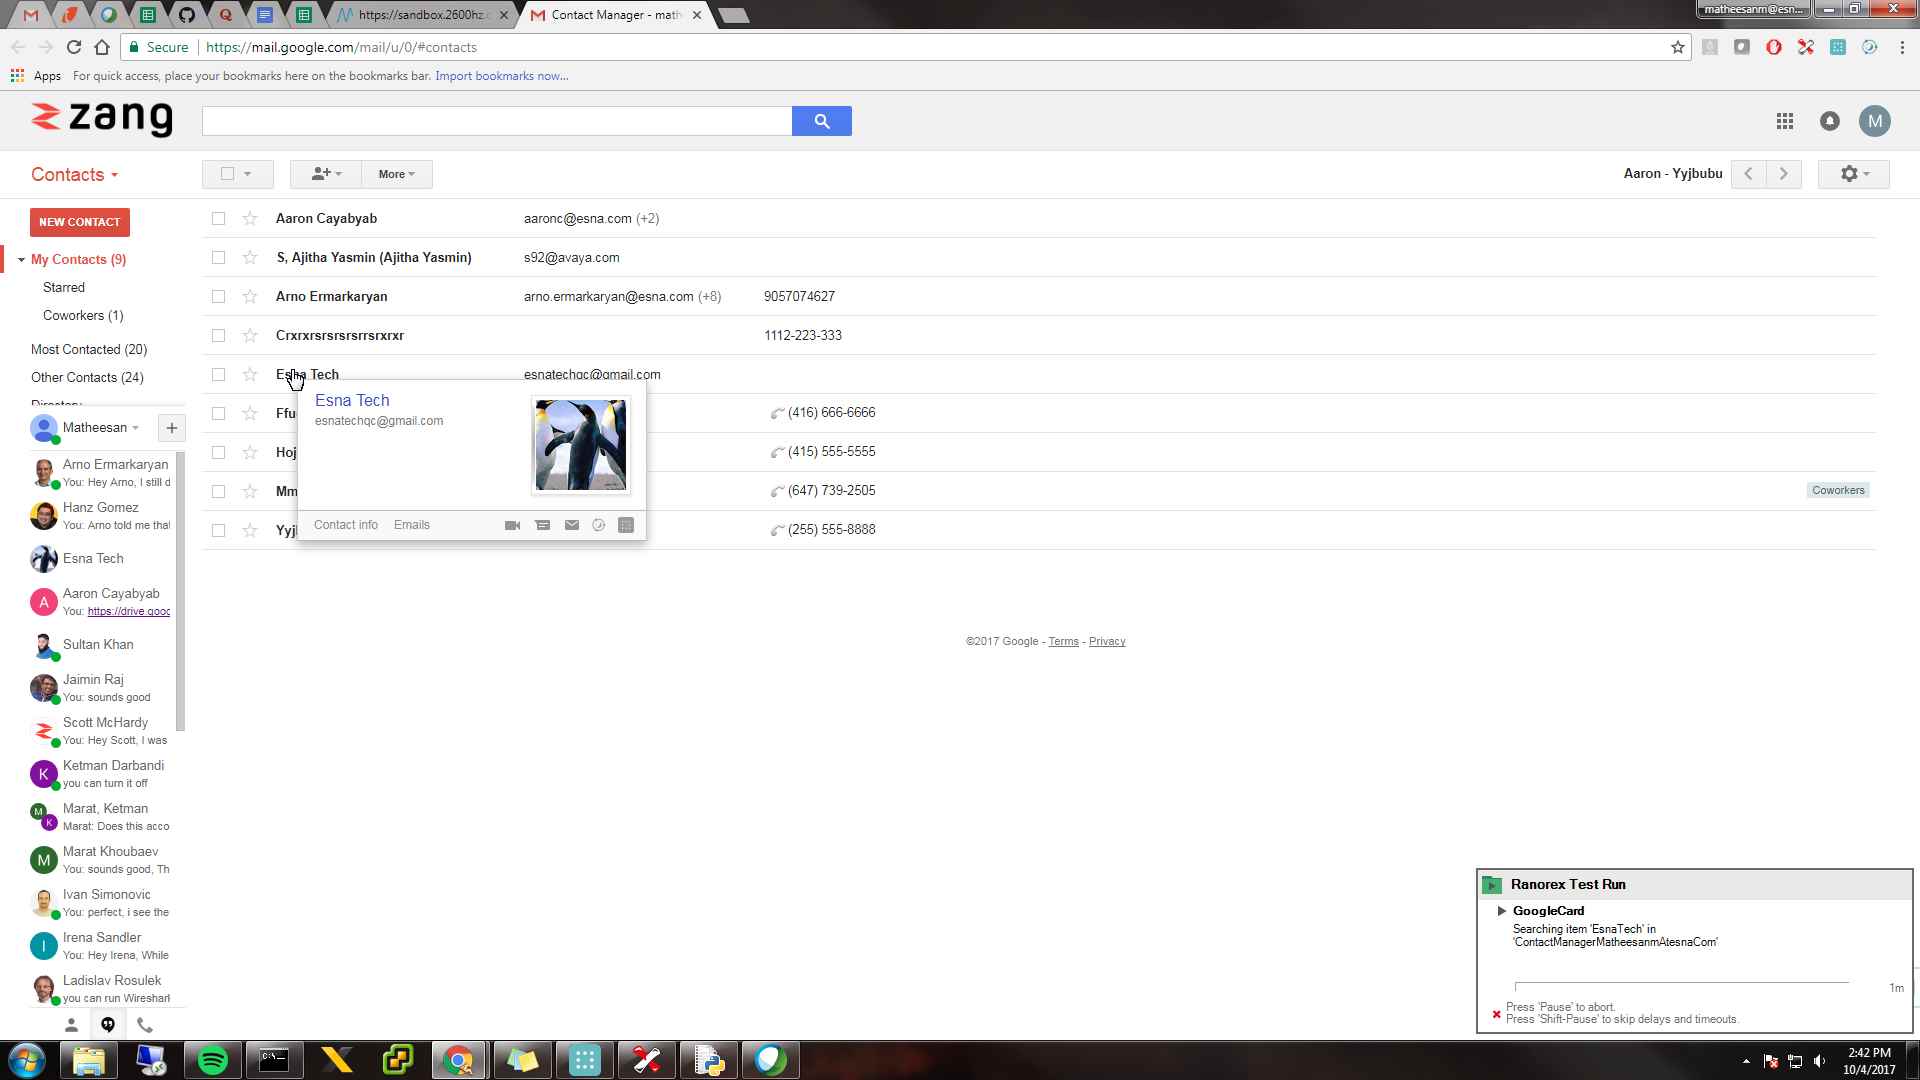 https://sandbox.2600hz.c
Contact Manager - math
matheesanm@esn...
Secure
https://mail.google.com/mail/u/0/#contacts
Apps
For quick access, place your bookmarks here on the bookmarks bar. Import bookmarks now...
zang
M
Contacts
More
Aaron - Yyjbubu
NEW CONTACT
My Contacts (9)
Starred
Coworkers (1)
Most Contacted (20)
Other Contacts (24)
Directory
Aaron Cayabyab aaronc@esna.com (+2)
S, Ajitha Yasmin (Ajitha Yasmin) s92@avaya.com
Arno Ermarkaryan arno.ermarkaryan@esna.com (+8) 9057074627
Crxrxrsrsrsrsrrsrxrxr 1112-223-333
Esna Tech esnatechqc@gmail.com
Ffu (416) 666-6666
Hoj (415) 555-5555
Mm (647) 739-2505 Coworkers
Yyj (255) 555-8888
Esna Tech
esnatechqc@gmail.com
Contact info Emails
©2017 Google - Terms - Privacy
Matheesan
Arno Ermarkaryan
You: Hey Arno, I still d
Hanz Gomez
You: Arno told me that
Esna Tech
A
Aaron Cayabyab
You: https://drive.goog
Sultan Khan
Jaimin Raj
You: sounds good
Scott McHardy
You: Hey Scott, I was
K
Ketman Darbandi
you can turn it off
M
K
Marat, Ketman
Marat: Does this acco
M
Marat Khoubaev
You: sounds good, Th
Ivan Simonovic
You: perfect, i see the
I
Irena Sandler
You: Hey Irena, While
Ladislav Rosulek
you can run Wireshark
Ranorex Test Run
GoogleCard
Searching item 'EsnaTech' in
'ContactManagerMatheesanmAtesnaCom'
1m
Press 'Pause' to abort.
Press 'Shift-Pause' to skip delays and timeouts.
2:42 PM
10/4/2017